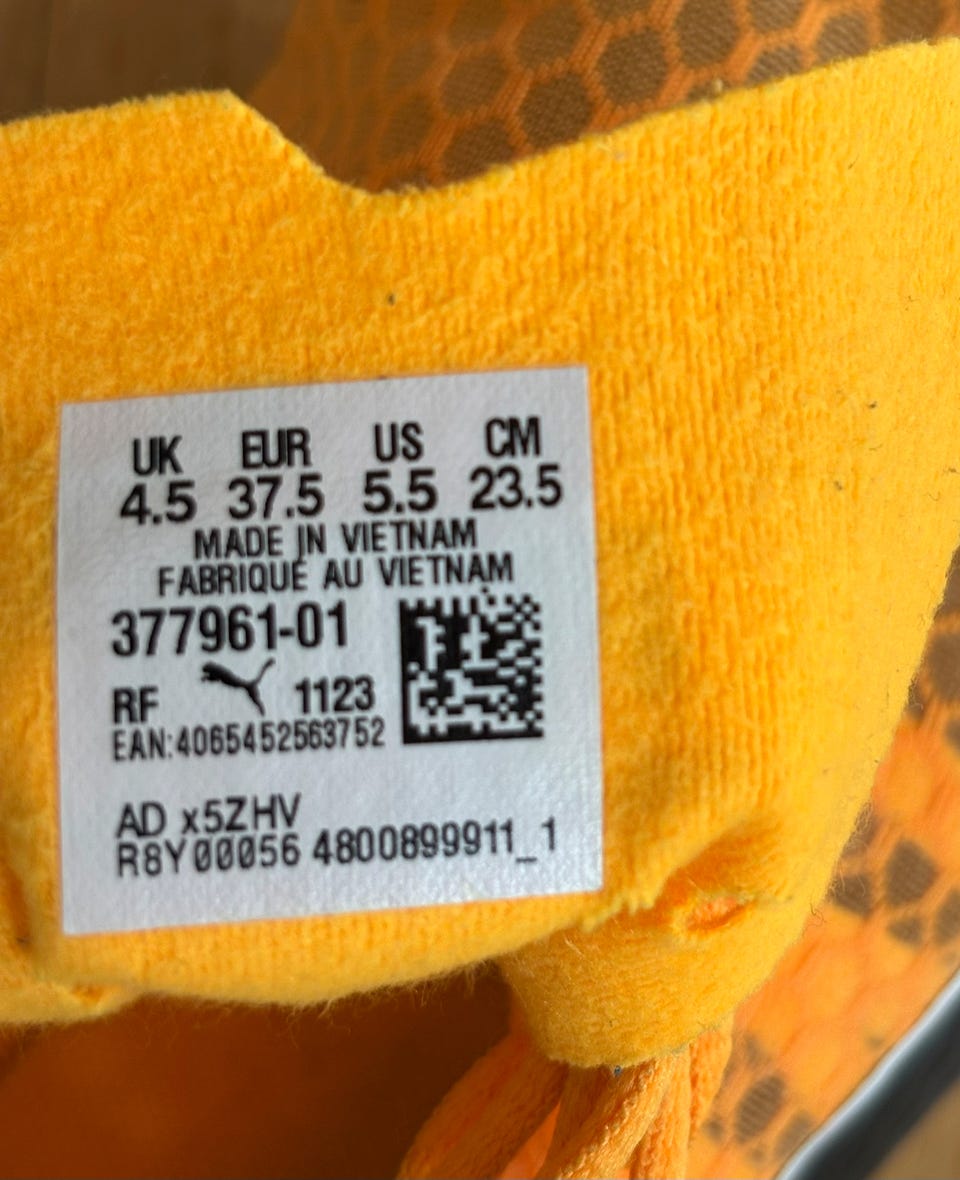 UK EUR US CM
4.5 37.5 5.5 23.5
MADE IN VIETNAM
FABRIQUÉ AU VIETNAM
377961-01
RF 1123
EAN:4065452563752
AD x5ZHV
R8Y00056 4800899911_1